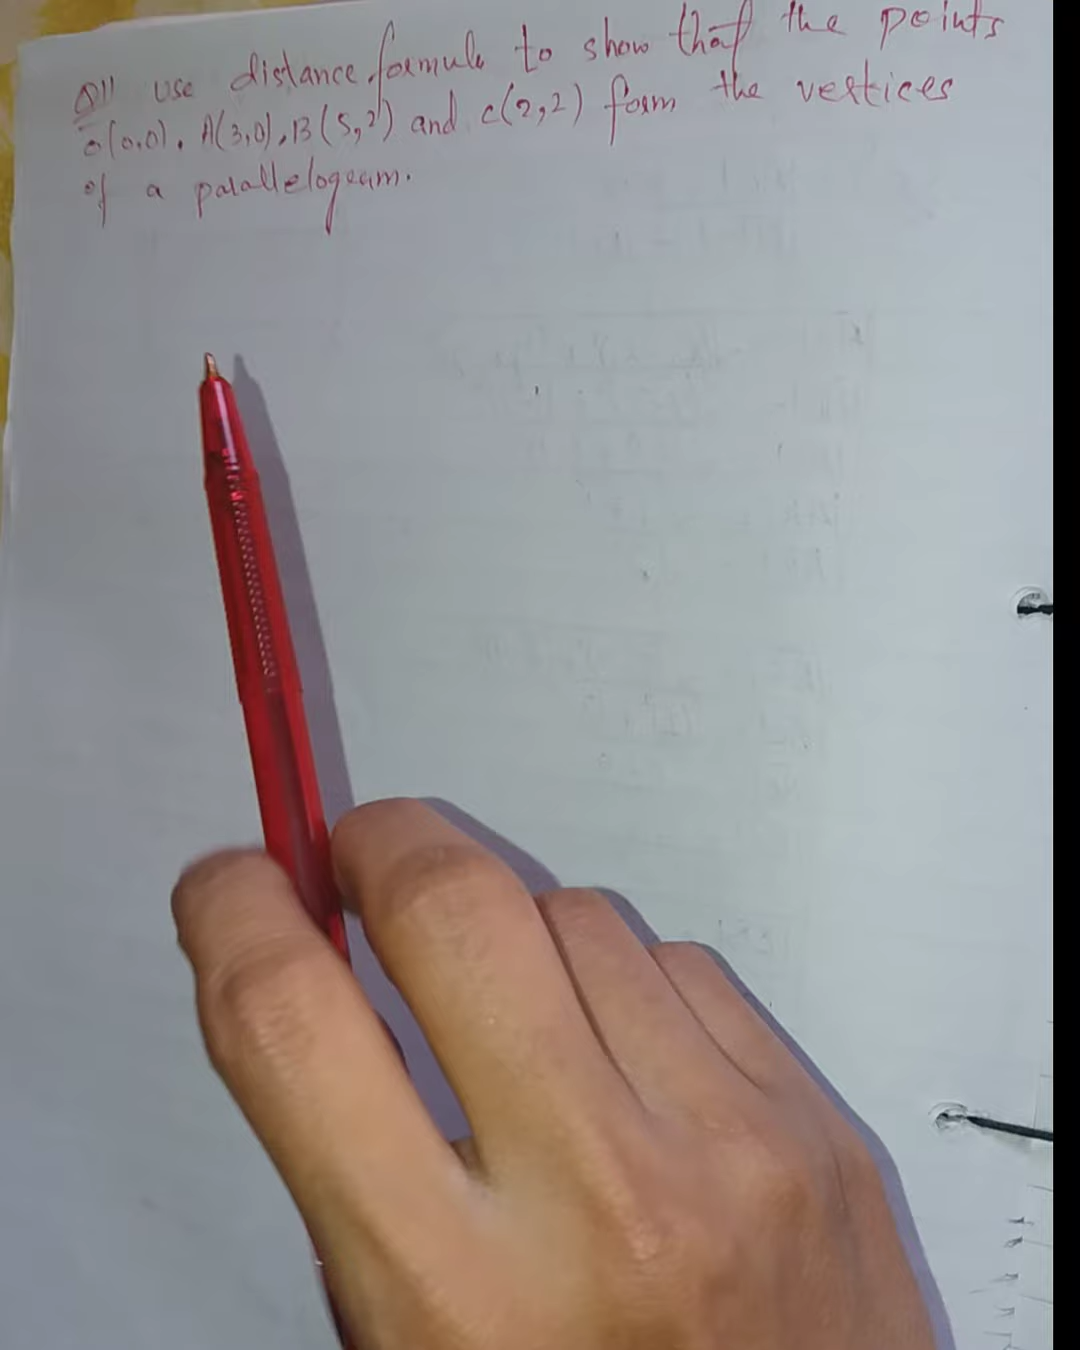 Q11 use distance formula to show that the points
O(0,0), A(3,0), B(5,2) and C(2,2) form the vertices
of a parallelogram.